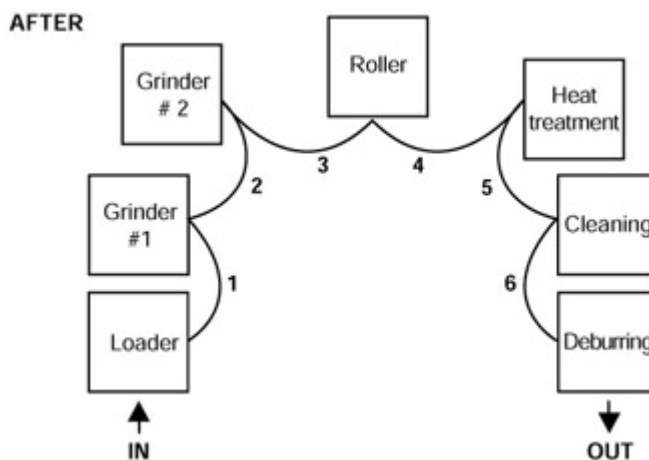 AFTER
Grinder
# 2
Roller
Heat
treatment
2
3
4
5
Grinder
#1
Cleaning
1
6
Loader
Deburring
IN
OUT